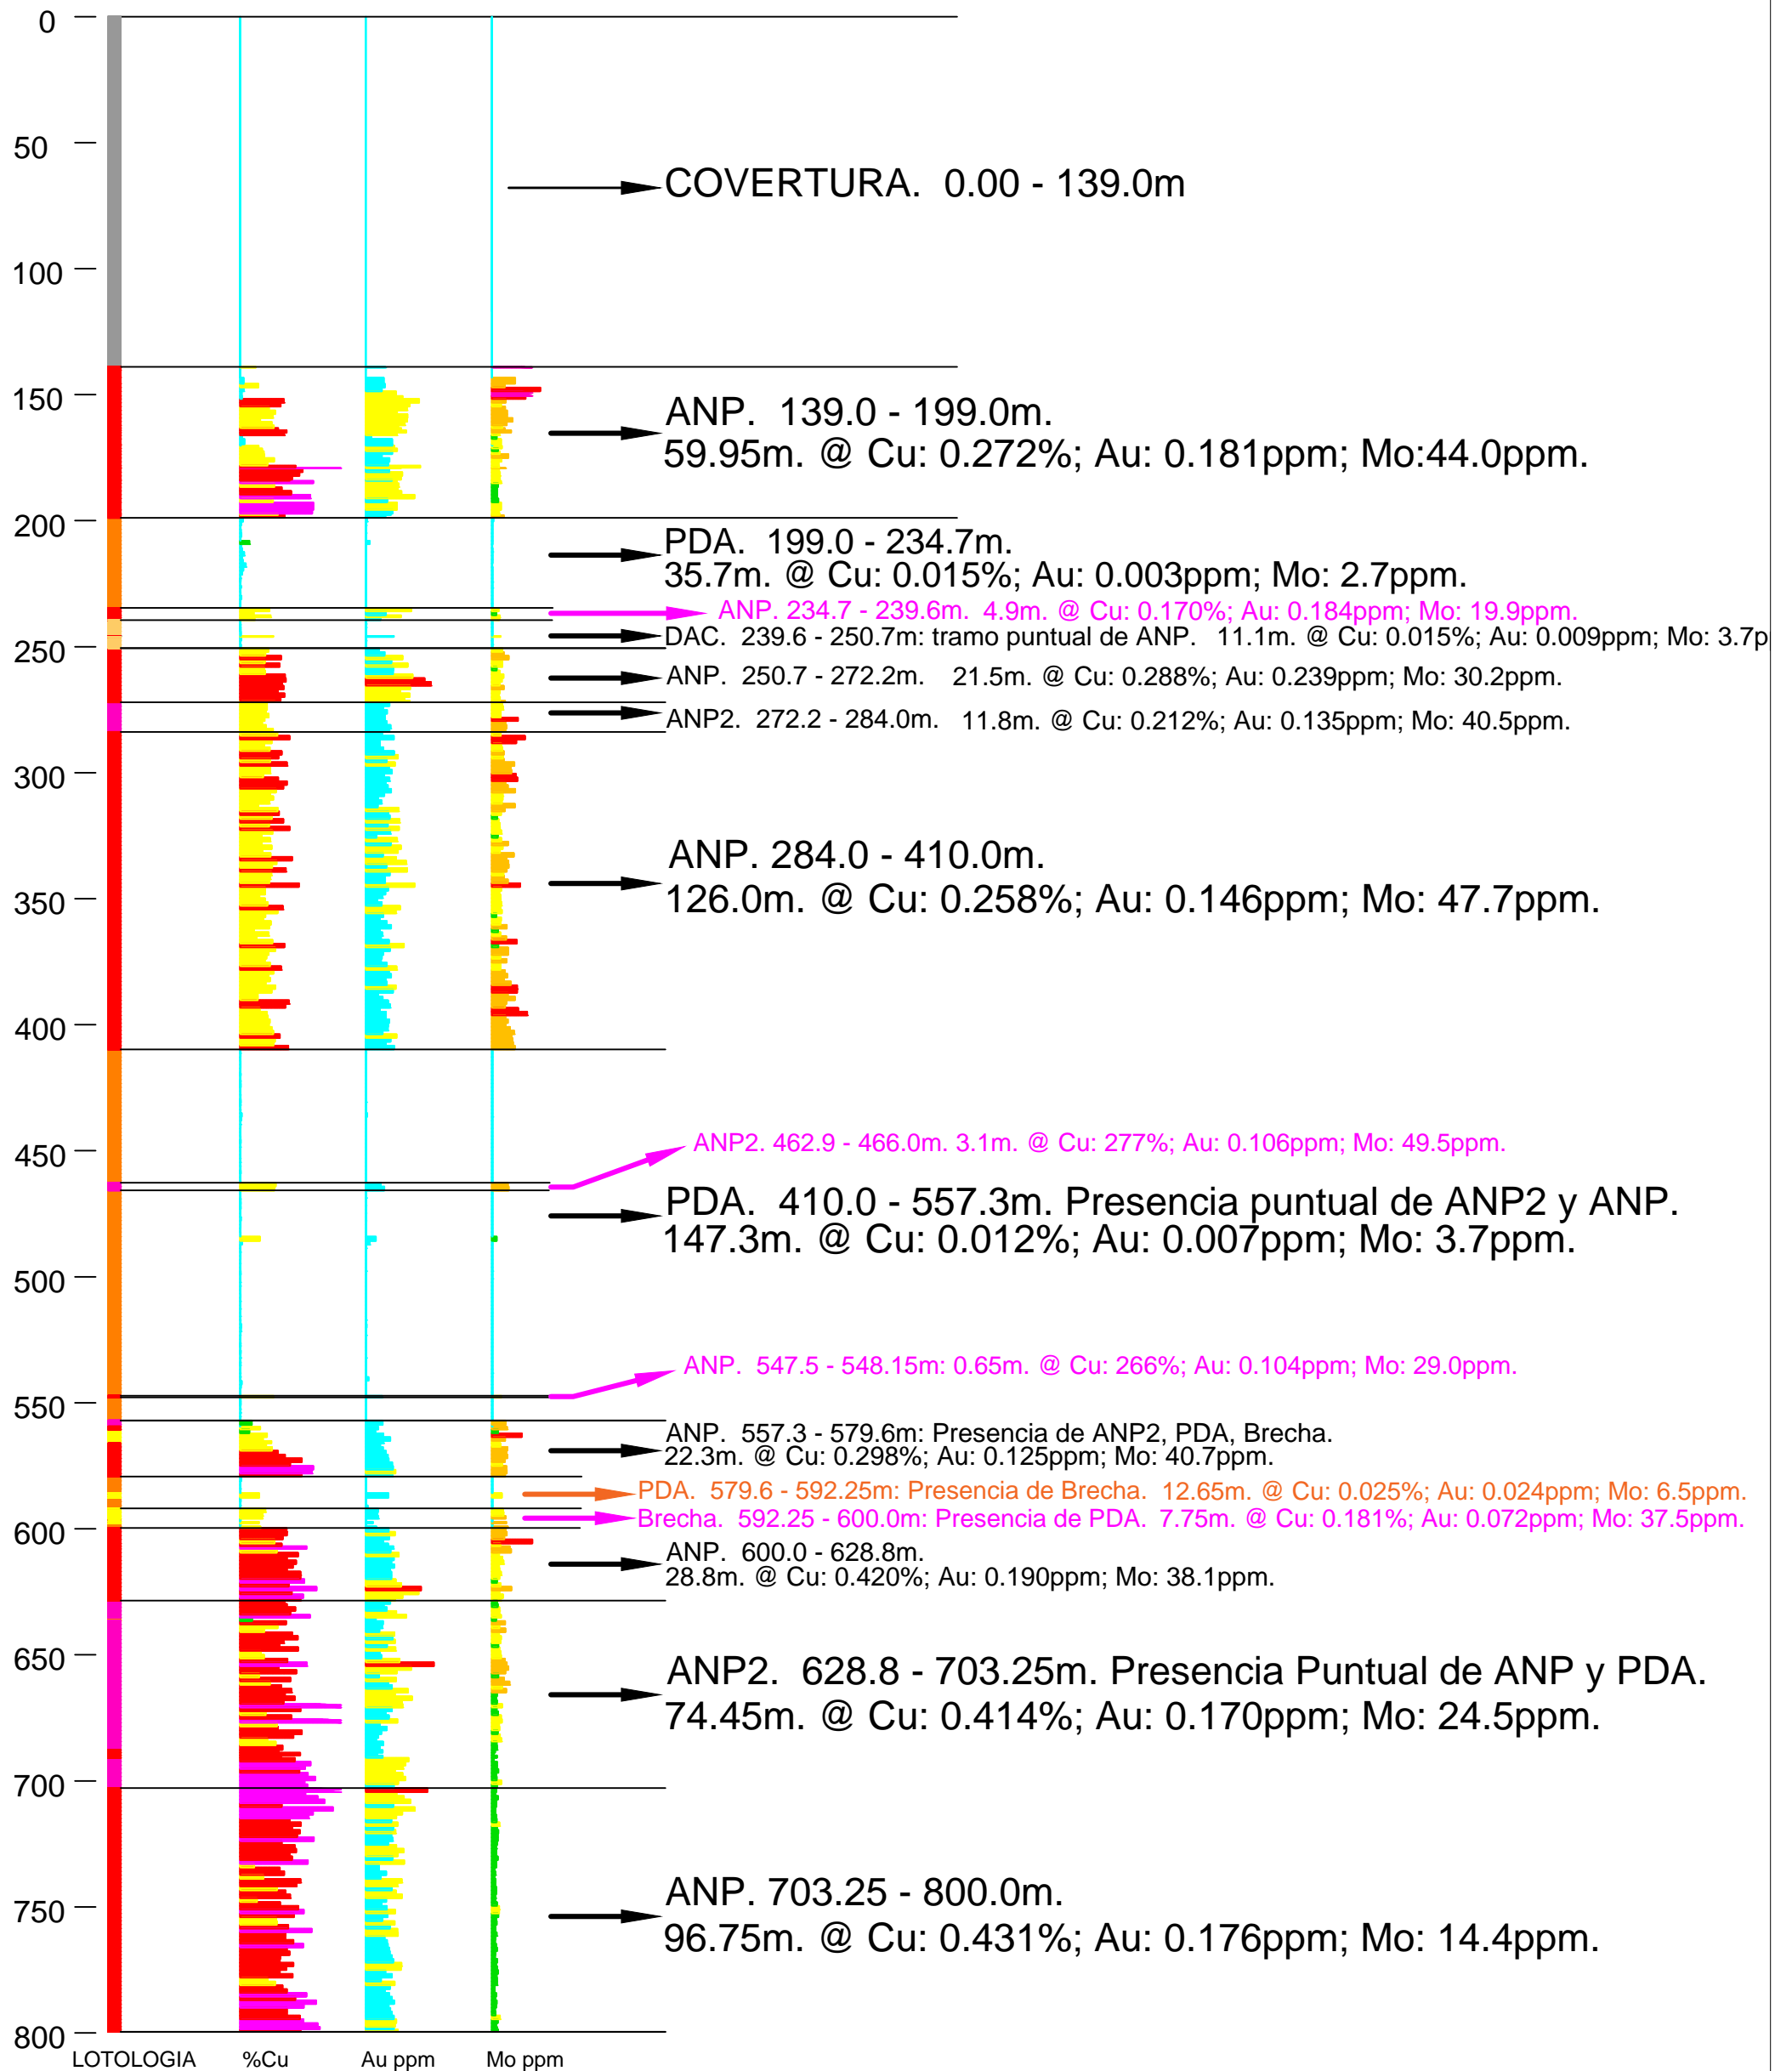 0
50
COVERTURA. 0.00 - 139.0m
100
150
ANP. 139.0 - 199.0m.
59.95m. @ Cu: 0.272%; Au: 0.181ppm; Mo:44.0ppm.
200
PDA. 199.0 - 234.7m.
35.7m. @ Cu: 0.015%; Au: 0.003ppm; Mo: 2.7ppm.
ANP. 234.7 - 239.6m. 4.9m. @ Cu: 0.170%; Au: 0.184ppm; Mo: 19.9ppm.
DAC. 239.6 - 250.7m: tramo puntual de ANP. 11.1m. @ Cu: 0.015%; Au: 0.009ppm; Mo: 3.7p
250
ANP. 250.7 - 272.2m. 21.5m. @ Cu: 0.288%; Au: 0.239ppm; Mo: 30.2ppm.
ANP2. 272.2 - 284.0m. 11.8m. @ Cu: 0.212%; Au: 0.135ppm; Mo: 40.5ppm.
300
ANP. 284.0 - 410.0m.
126.0m. @ Cu: 0.258%; Au: 0.146ppm; Mo: 47.7ppm.
350
400
450
ANP2. 462.9 - 466.0m. 3.1m. @ Cu: 277%; Au: 0.106ppm; Mo: 49.5ppm.
PDA. 410.0 - 557.3m. Presencia puntual de ANP2 y ANP.
147.3m. @ Cu: 0.012%; Au: 0.007ppm; Mo: 3.7ppm.
500
ANP. 547.5 - 548.15m: 0.65m. @ Cu: 266%; Au: 0.104ppm; Mo: 29.0ppm.
550
ANP. 557.3 - 579.6m: Presencia de ANP2, PDA, Brecha.
22.3m. @ Cu: 0.298%; Au: 0.125ppm; Mo: 40.7ppm.
PDA. 579.6 - 592.25m: Presencia de Brecha. 12.65m. @ Cu: 0.025%; Au: 0.024ppm; Mo: 6.5ppm.
Brecha. 592.25 - 600.0m: Presencia de PDA. 7.75m. @ Cu: 0.181%; Au: 0.072ppm; Mo: 37.5ppm.
600
ANP. 600.0 - 628.8m.
28.8m. @ Cu: 0.420%; Au: 0.190ppm; Mo: 38.1ppm.
650
ANP2. 628.8 - 703.25m. Presencia Puntual de ANP y PDA.
74.45m. @ Cu: 0.414%; Au: 0.170ppm; Mo: 24.5ppm.
700
ANP. 703.25 - 800.0m.
750
96.75m. @ Cu: 0.431%; Au: 0.176ppm; Mo: 14.4ppm.
800
LOTOLOGIA %Cu Au ppm Mo ppm